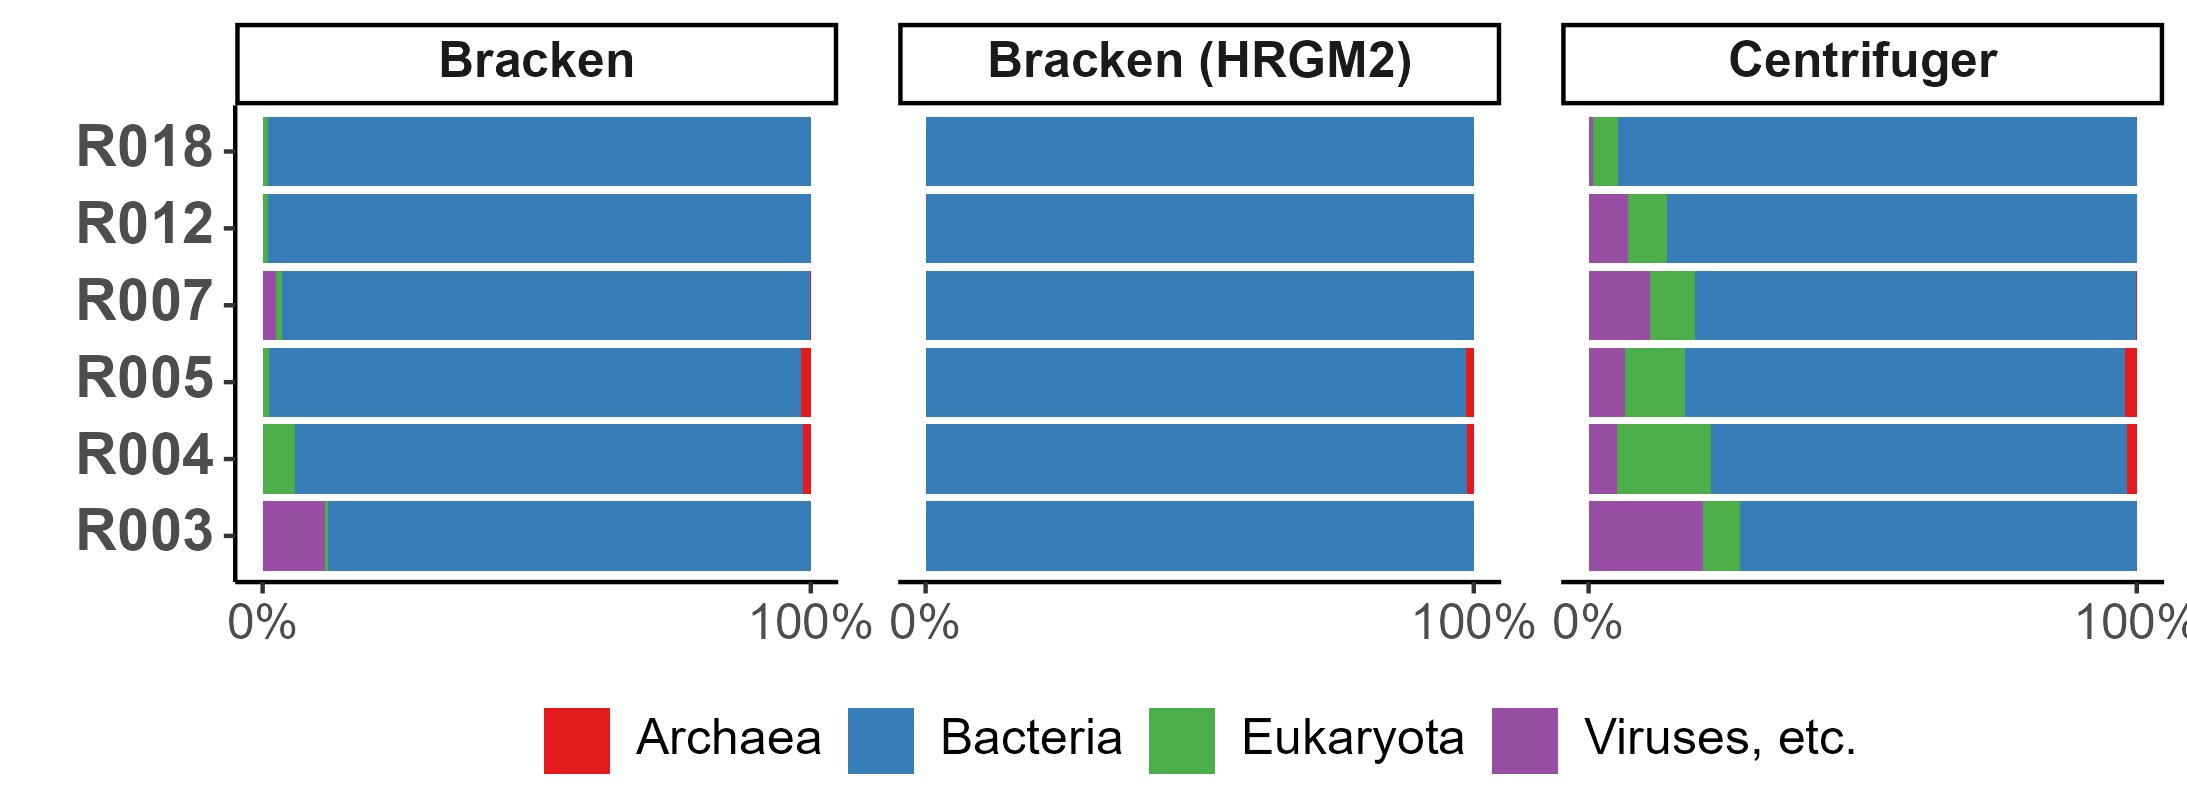 Bracken
Bracken (HRGM2)
Centrifuger
R018
R012
R007
R005
R004
R003
0%
100%
0%
100%
0%
100%
Archaea
Bacteria
Eukaryota
Viruses, etc.